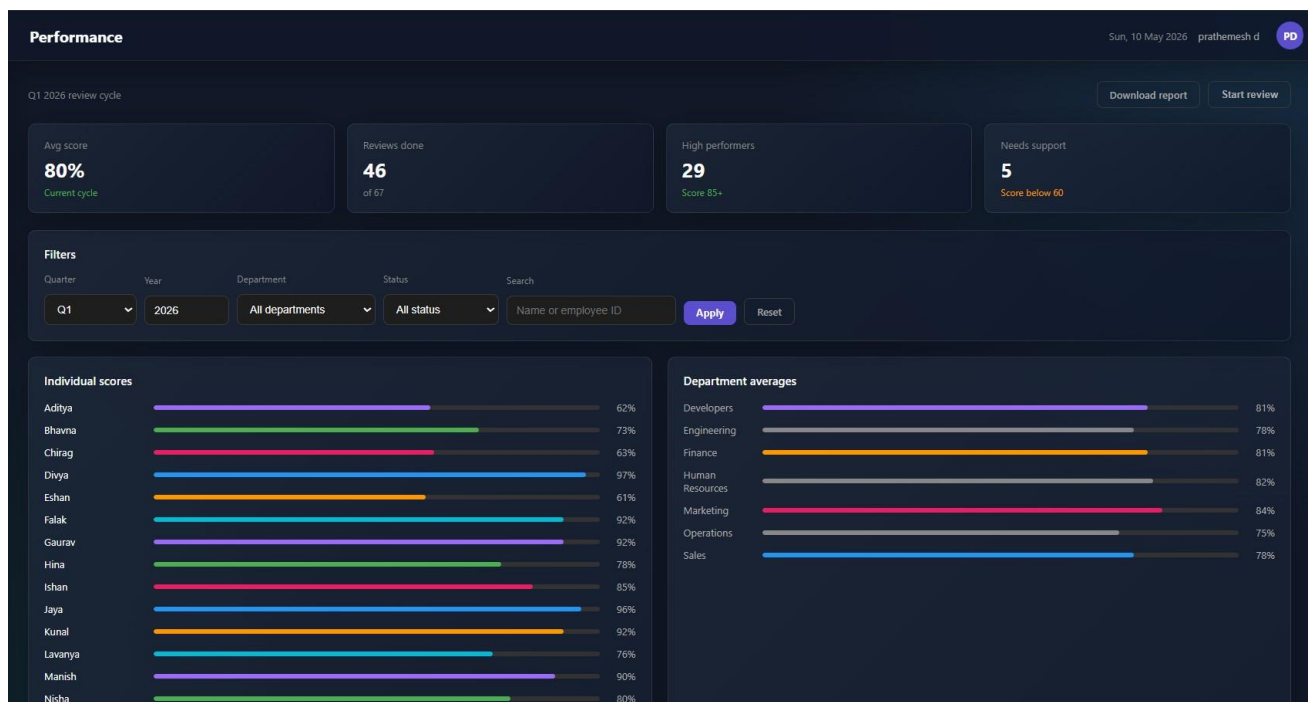 Performance
Sun, 10 May 2026 prathemesh d PD
Q1 2026 review cycle
Download report Start review
Avg score
80%
Current cycle
Reviews done
46
of 67
High performers
29
Score 85+
Needs support
5
Score below 60
Filters
Quarter Year Department Status Search
Q1 2026 All departments All status Name or employee ID Apply Reset
Individual scores
Aditya 62%
Bhavna 73%
Chirag 63%
Divya 97%
Eshan 61%
Falak 92%
Gaurav 92%
Hina 78%
Ishan 85%
Jaya 96%
Kunal 92%
Lavanya 76%
Manish 90%
Nisha 80%
Department averages
Developers 81%
Engineering 78%
Finance 81%
Human
Resources 82%
Marketing 84%
Operations 75%
Sales 78%